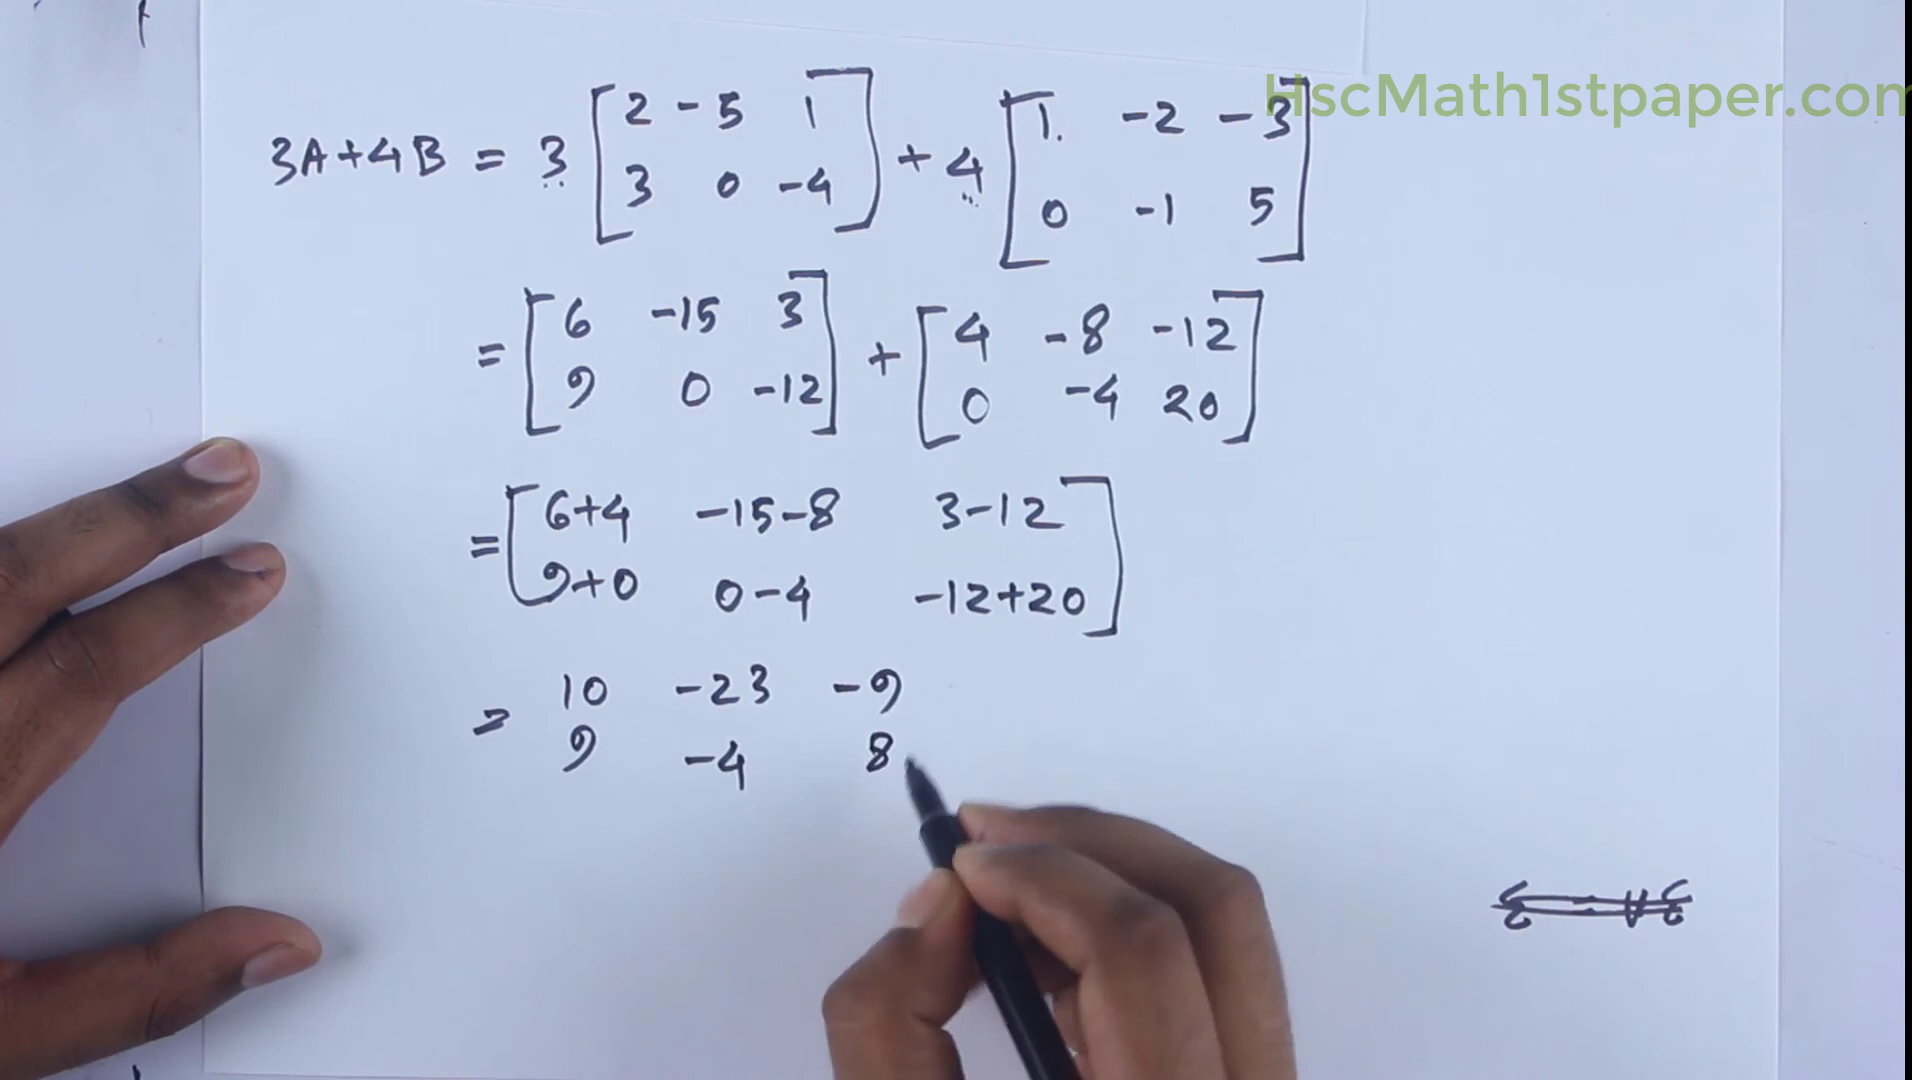 HscMath1stpaper.com
3A+4B = 3 [2 -5 1 + 4 [1. -2 -3
3 0 -4] 0 -1 5]
= [6 -15 3 + [4 -8 -12
9 0 -12] 0 -4 20]
= [6+4 -15-8 3-12
9+0 0-4 -12+20]
= 10 -23 -9
9 -4 8